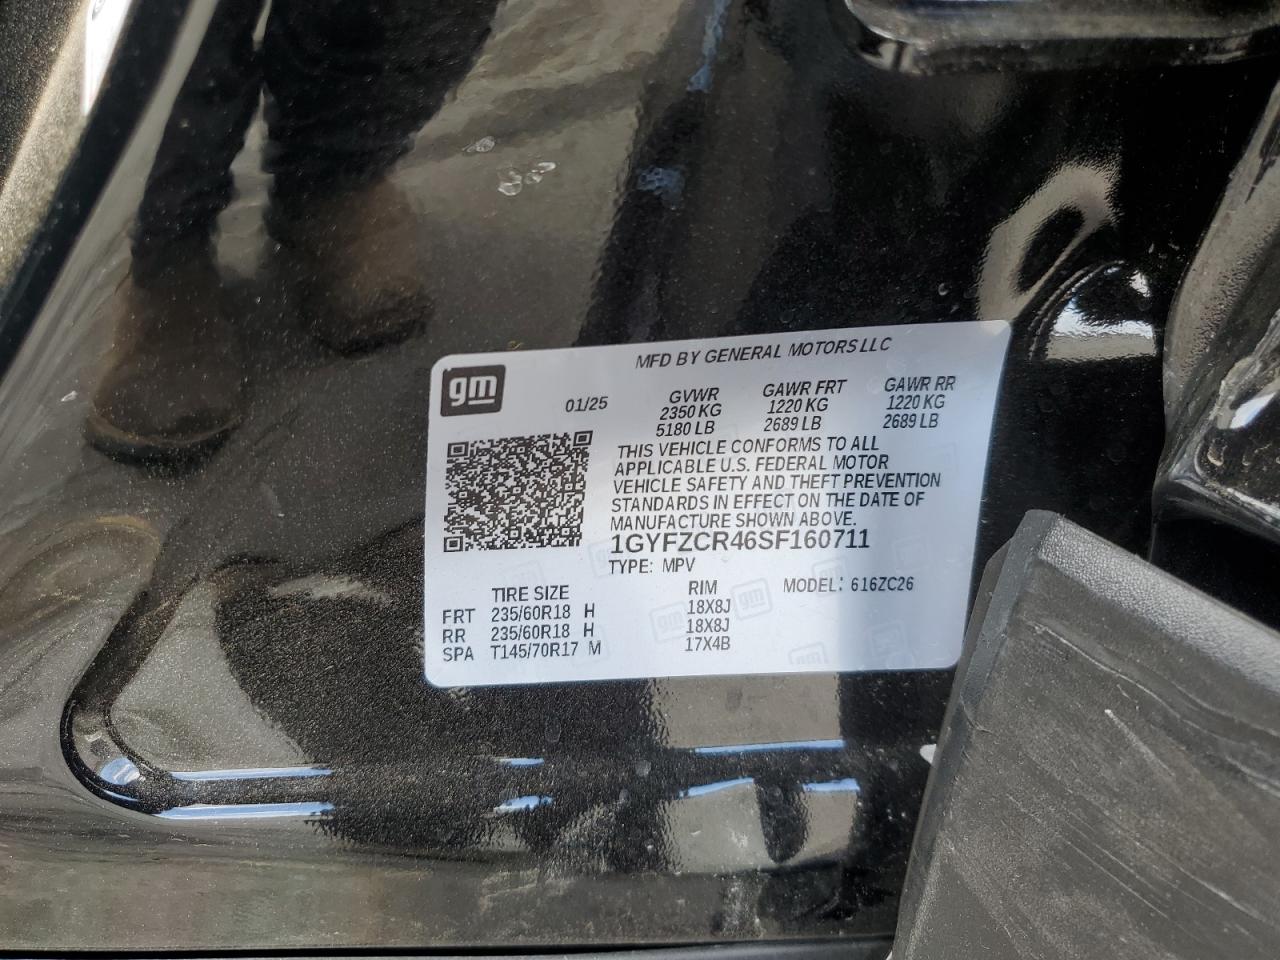 MFD BY GENERAL MOTORS LLC
gm
01/25
GVWR GAWR FRT GAWR RR
2350 KG 1220 KG 1220 KG
5180 LB 2689 LB 2689 LB
THIS VEHICLE CONFORMS TO ALL
APPLICABLE U.S. FEDERAL MOTOR
VEHICLE SAFETY AND THEFT PREVENTION
STANDARDS IN EFFECT ON THE DATE OF
MANUFACTURE SHOWN ABOVE.
1GYFZCR46SF160711
TYPE: MPV
TIRE SIZE RIM MODEL: 616ZC26
FRT 235/60R18 H 18X8J
RR 235/60R18 H 18X8J
SPA T145/70R17 M 17X4B